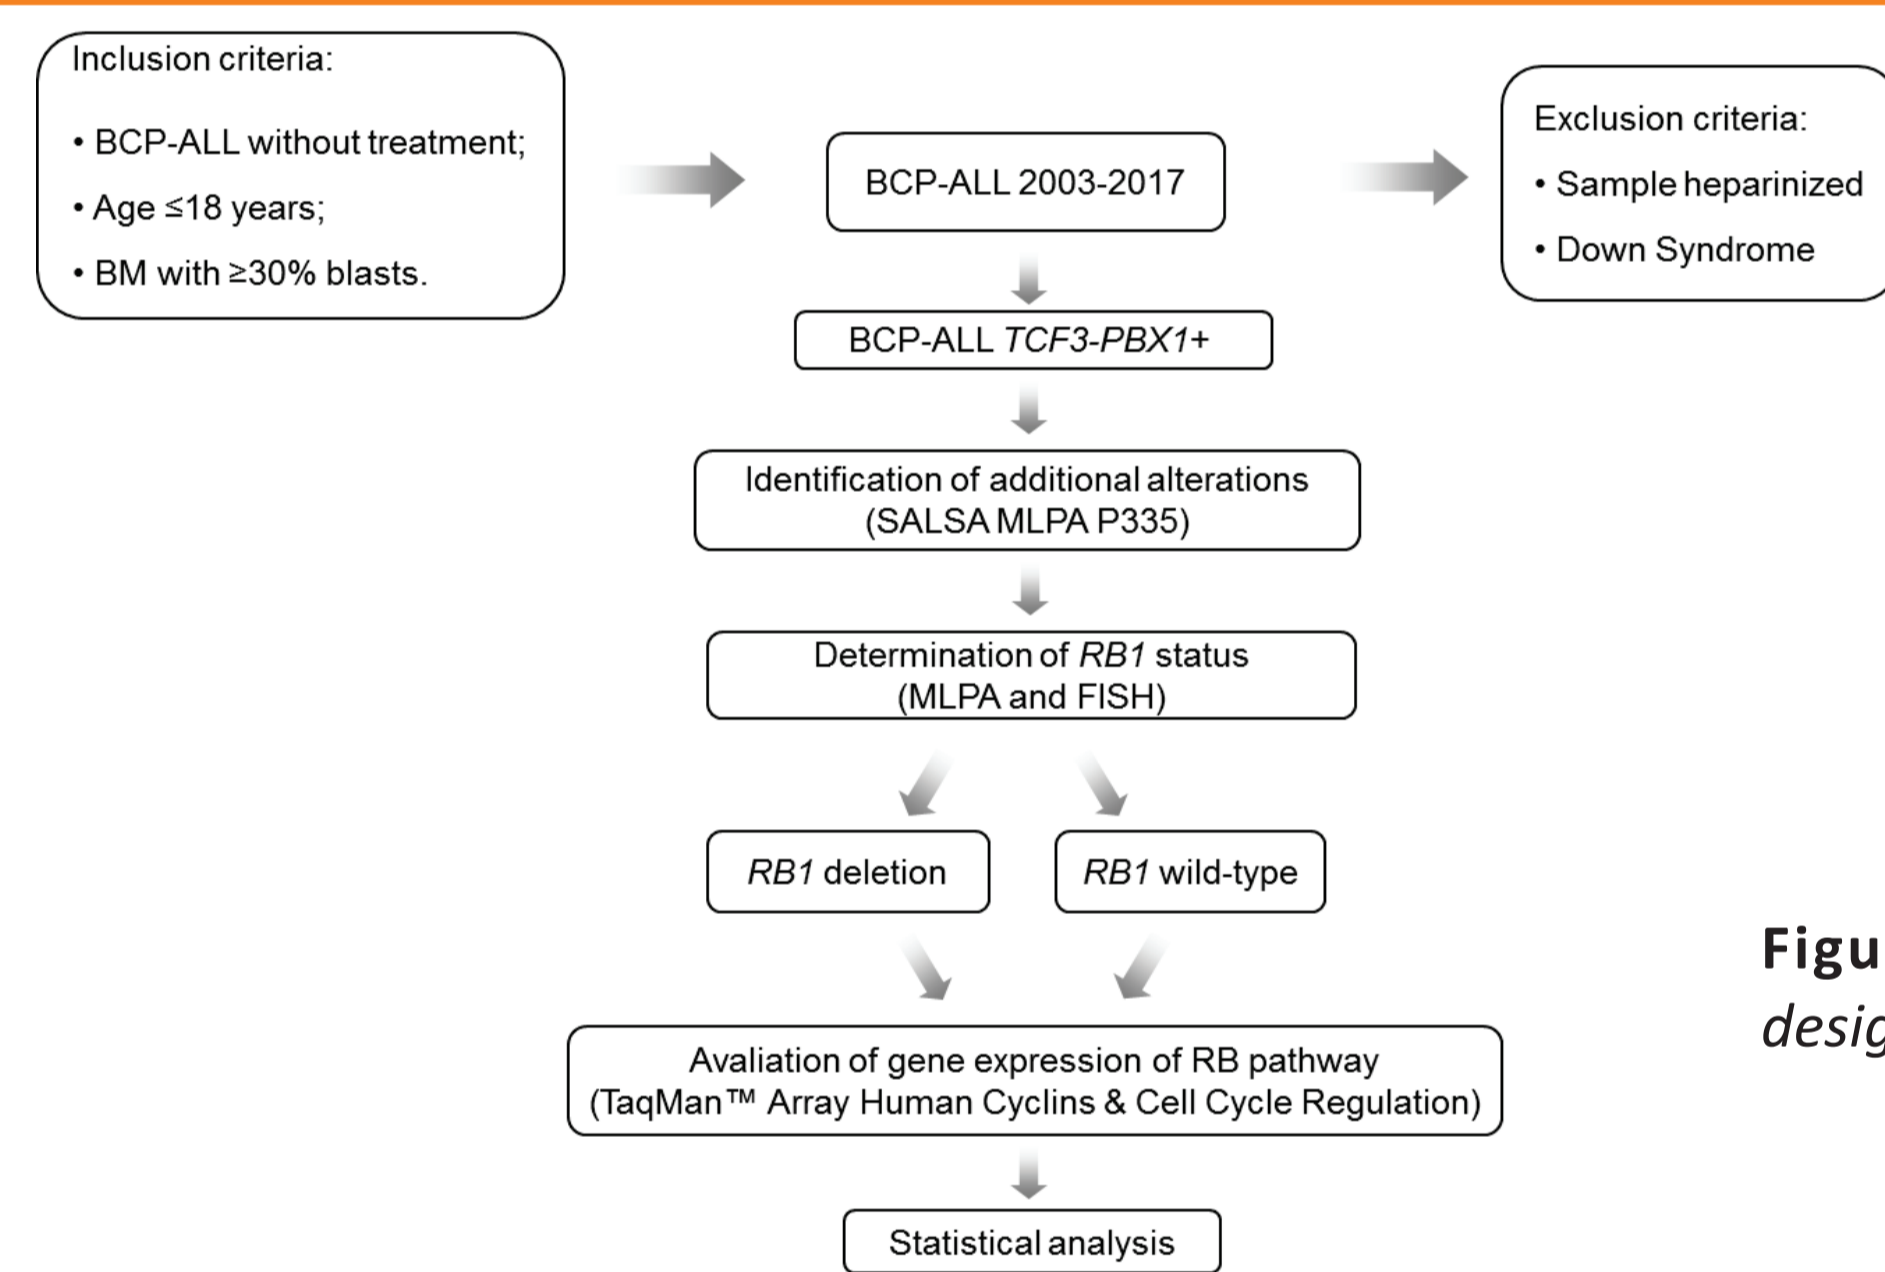 Inclusion criteria:
• BCP-ALL without treatment;
• Age ≤18 years;
• BM with ≥30% blasts.
BCP-ALL 2003-2017
Exclusion criteria:
• Sample heparinized
• Down Syndrome
BCP-ALL TCF3-PBX1+
Identification of additional alterations
(SALSA MLPA P335)
Determination of RB1 status
(MLPA and FISH)
RB1 deletion
RB1 wild-type
Avaliation of gene expression of RB pathway
(TaqMan™ Array Human Cyclins & Cell Cycle Regulation)
Statistical analysis